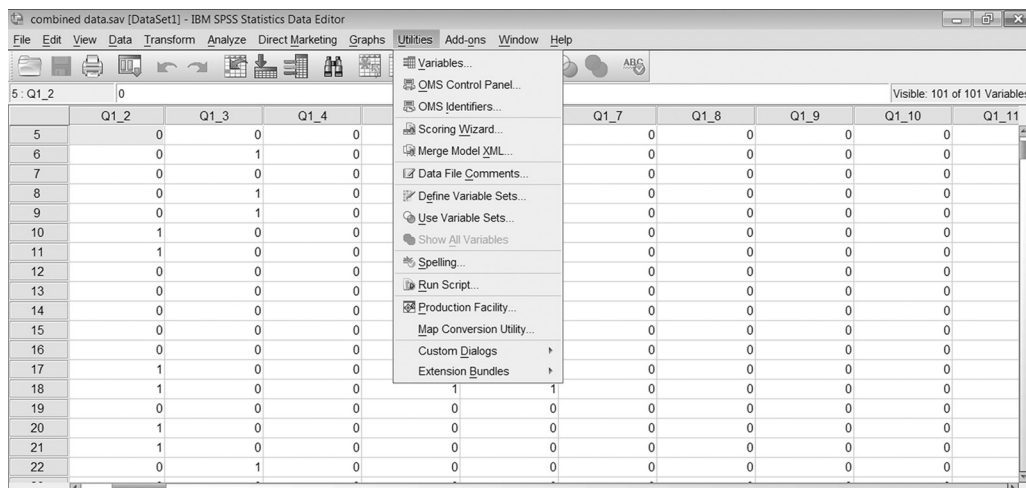 combined data.sav [DataSet1] - IBM SPSS Statistics Data Editor
File Edit View Data Transform Analyze Direct Marketing Graphs Utilities Add-ons Window Help
ABC
5 : Q1_2 0 Visible: 101 of 101 Variables
Q1_2 Q1_3 Q1_4 Q1_7 Q1_8 Q1_9 Q1_10 Q1_11
Variables...
OMS Control Panel...
OMS Identifiers...
Scoring Wizard...
Merge Model XML...
Data File Comments...
Define Variable Sets...
Use Variable Sets...
Show All Variables
Spelling...
Run Script...
Production Facility...
Map Conversion Utility...
Custom Dialogs
Extension Bundles
5 0 0 0 0 0 0 0
6 0 1 0 0 0 0 0
7 0 0 0 0 0 0 0
8 0 1 0 0 0 0 0
9 0 1 0 0 0 0 0
10 1 0 0 0 0 0 0
11 1 0 0 0 0 0 0
12 0 0 0 0 0 0 0
13 0 0 0 0 0 0 0
14 0 0 0 0 0 0 0
15 0 0 0 0 0 0 0
16 0 0 0 0 0 0 0
17 1 0 0 0 0 0 0
18 1 0 0 1 1 0 0 0 0
19 0 0 0 0 0 0 0 0 0
20 1 0 0 0 0 0 0 0 0
21 1 0 0 0 0 0 0 0 0
22 0 1 0 0 0 0 0 0 0